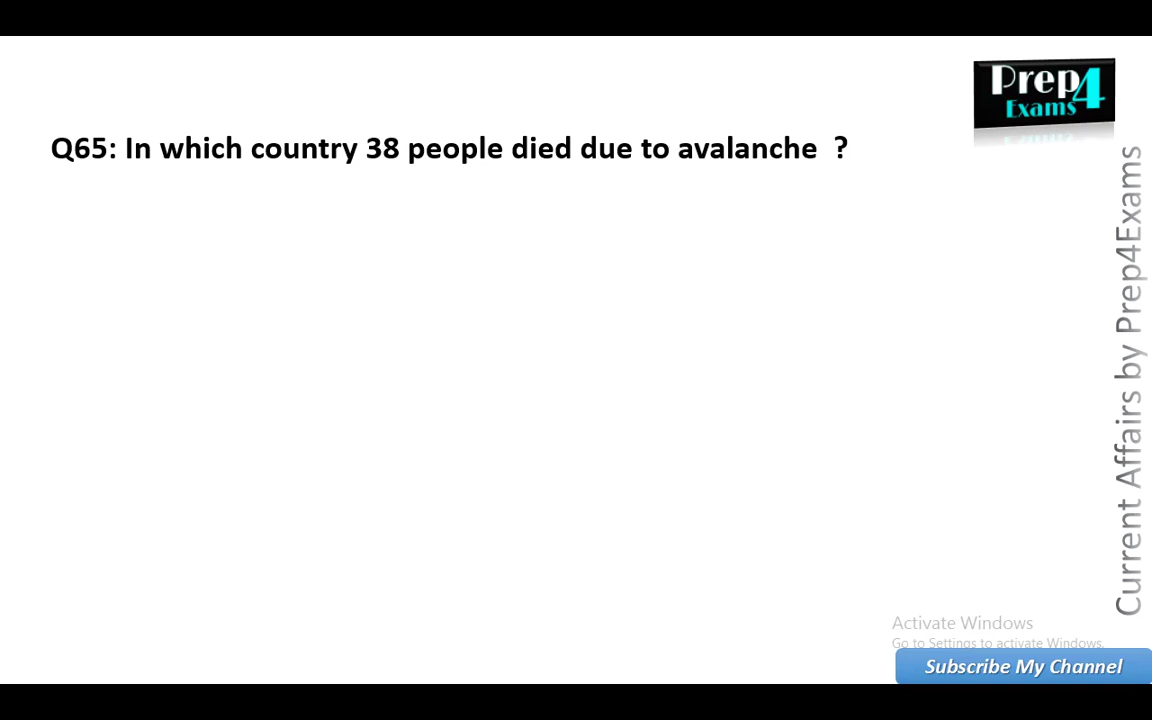 Prep4
Exams
Q65: In which country 38 people died due to avalanche ?
Current Affairs by Prep4Exams
Activate Windows
Go to Settings to activate Windows.
Subscribe My Channel